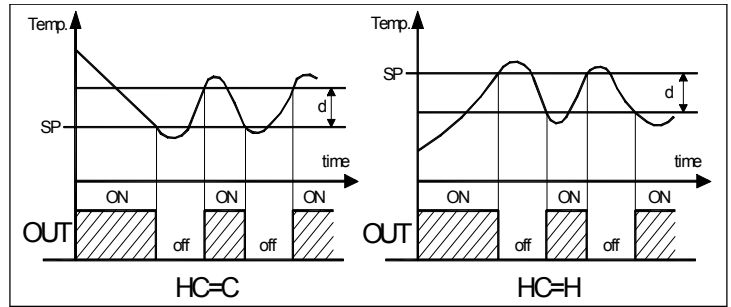 Temp.
SP
d
time
ON
ON
ON
OUT
off
off
HC=C
Temp.
SP
d
time
ON
ON
ON
OUT
off
off
HC=H